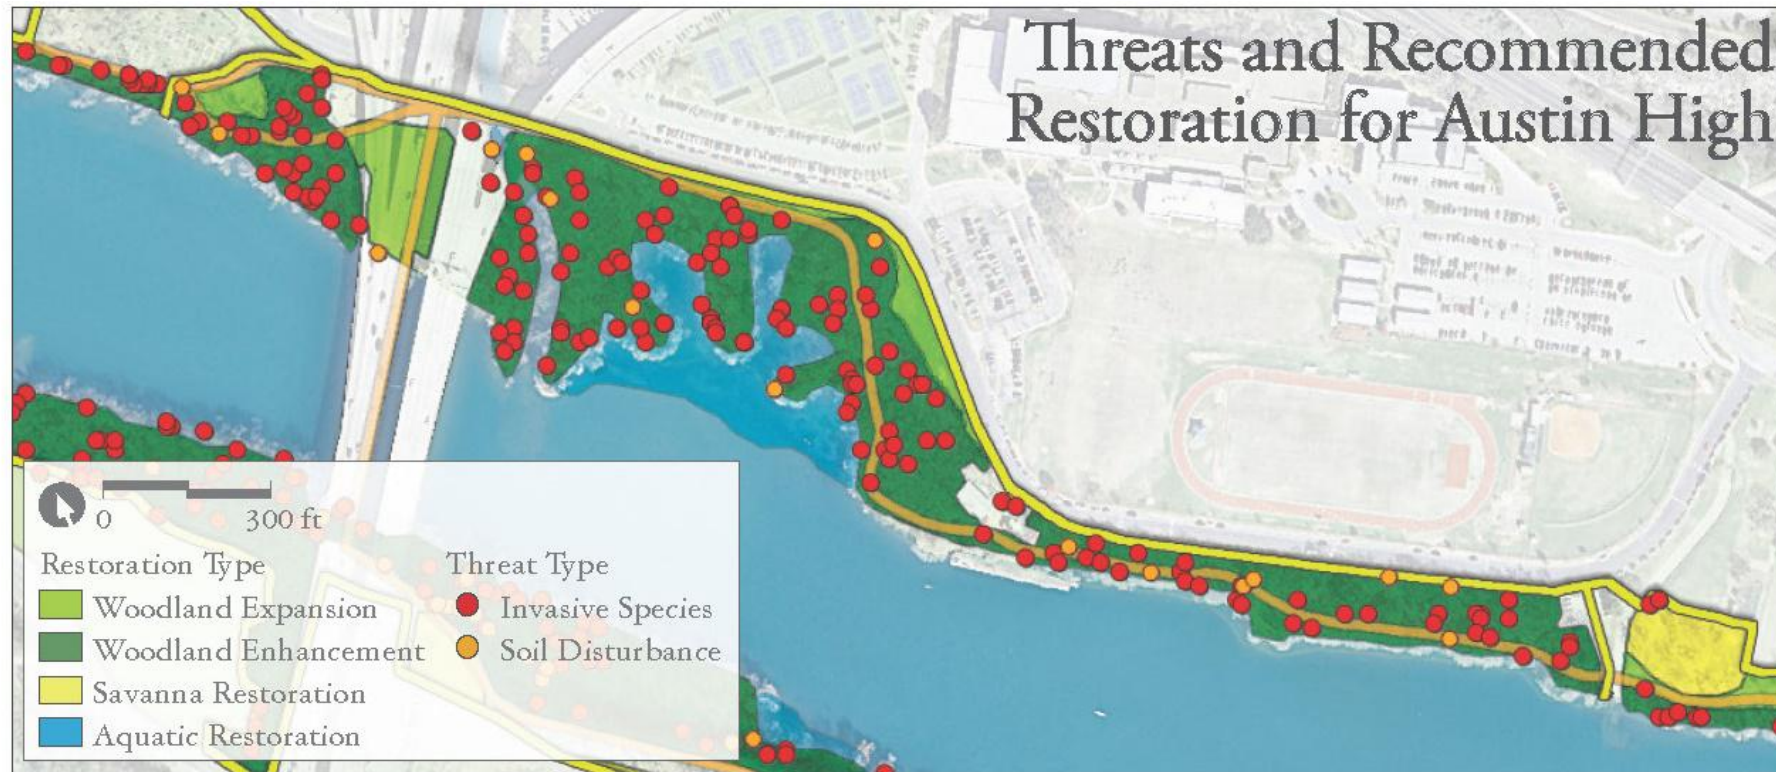 Threats and Recommended
Restoration for Austin High
0 300 ft
Restoration Type
Woodland Expansion
Woodland Enhancement
Savanna Restoration
Aquatic Restoration
Threat Type
Invasive Species
Soil Disturbance